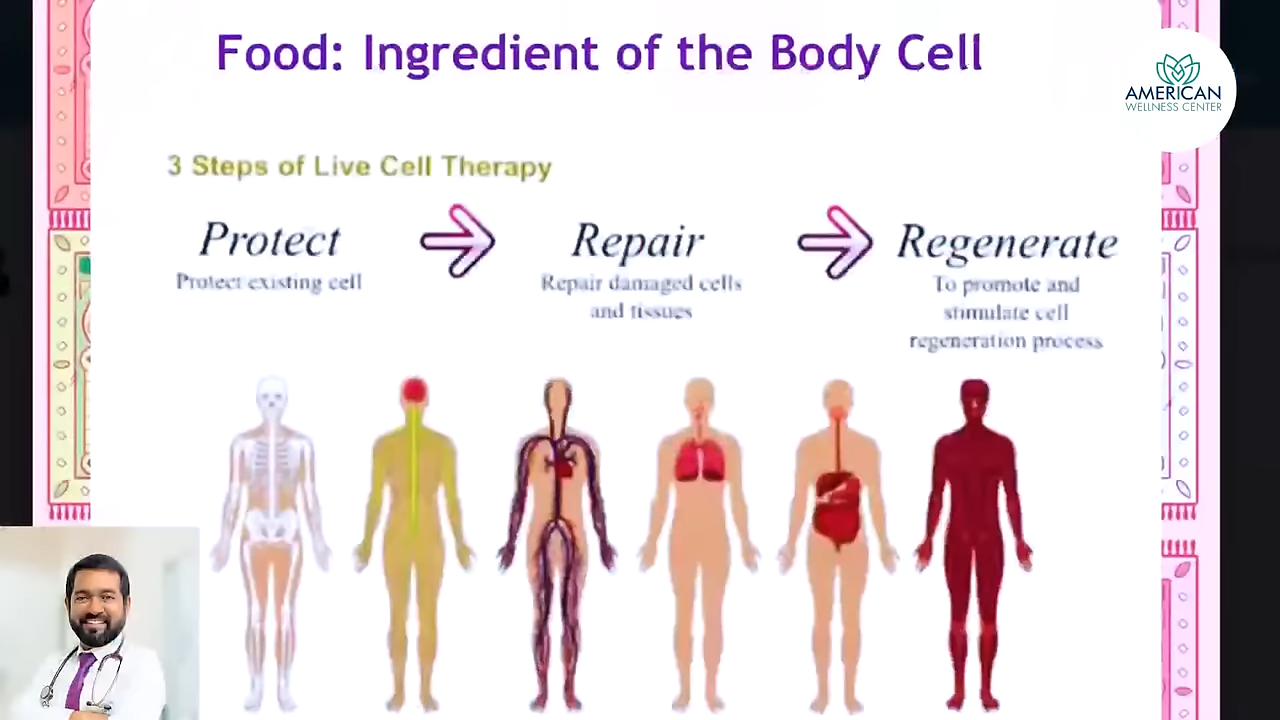 Food: Ingredient of the Body Cell
AMERICAN
WELLNESS CENTER
3 Steps of Live Cell Therapy
Protect
Protect existing cell
Repair
Repair damaged cells
and tissues
Regenerate
To promote and
stimulate cell
regeneration process